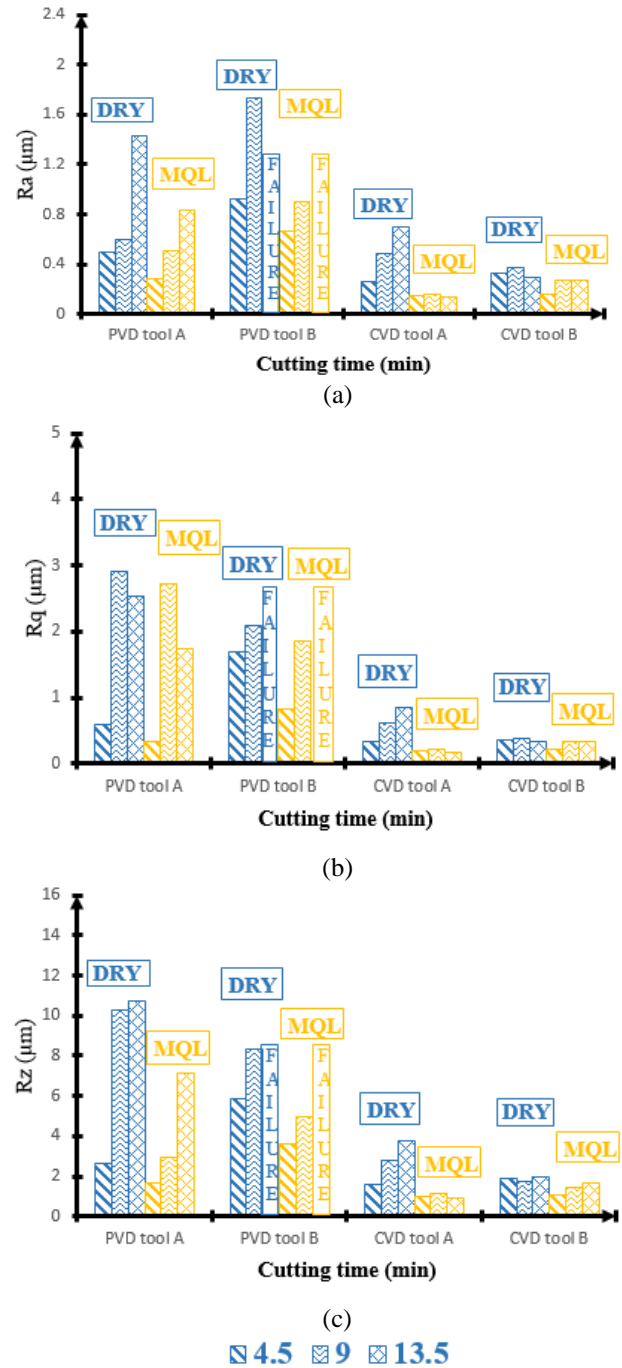 2.4
2
1.6
1.2
0.8
0.4
0
Ra (μm)
DRY
MQL
DRY
MQL
DRY
MQL
DRY
MQL
FAILURE
FAILURE
PVD tool A
PVD tool B
CVD tool A
CVD tool B
Cutting time (min)
(a)
5
4
3
2
1
0
Rq (μm)
DRY
MQL
DRY
MQL
DRY
MQL
DRY
MQL
FAILURE
FAILURE
PVD tool A
PVD tool B
CVD tool A
CVD tool B
Cutting time (min)
(b)
16
14
12
10
8
6
4
2
0
Rz (μm)
DRY
MQL
DRY
MQL
DRY
MQL
DRY
MQL
FAILURE
FAILURE
PVD tool A
PVD tool B
CVD tool A
CVD tool B
Cutting time (min)
(c)
4.5 9 13.5